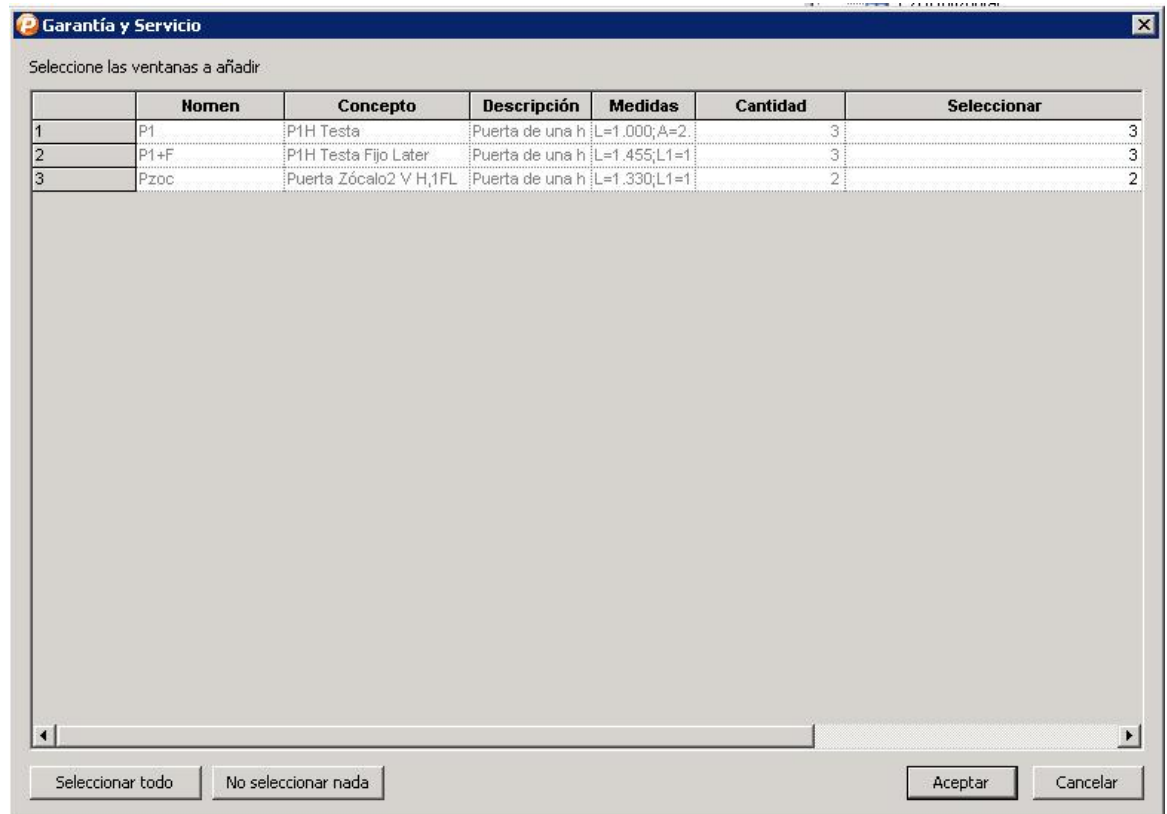 Garantía y Servicio
Seleccione las ventanas a añadir
Nomen Concepto Descripción Medidas Cantidad Seleccionar
1 P1 P1H Testa Puerta de una h L=1.000;A=2. 3 3
2 P1+F P1H Testa Fijo Later Puerta de una h L=1.455;L1=1 3 3
3 Pzoc Puerta Zócalo2 V H,1FL Puerta de una h L=1.330;L1=1 2 2
Seleccionar todo No seleccionar nada Aceptar Cancelar